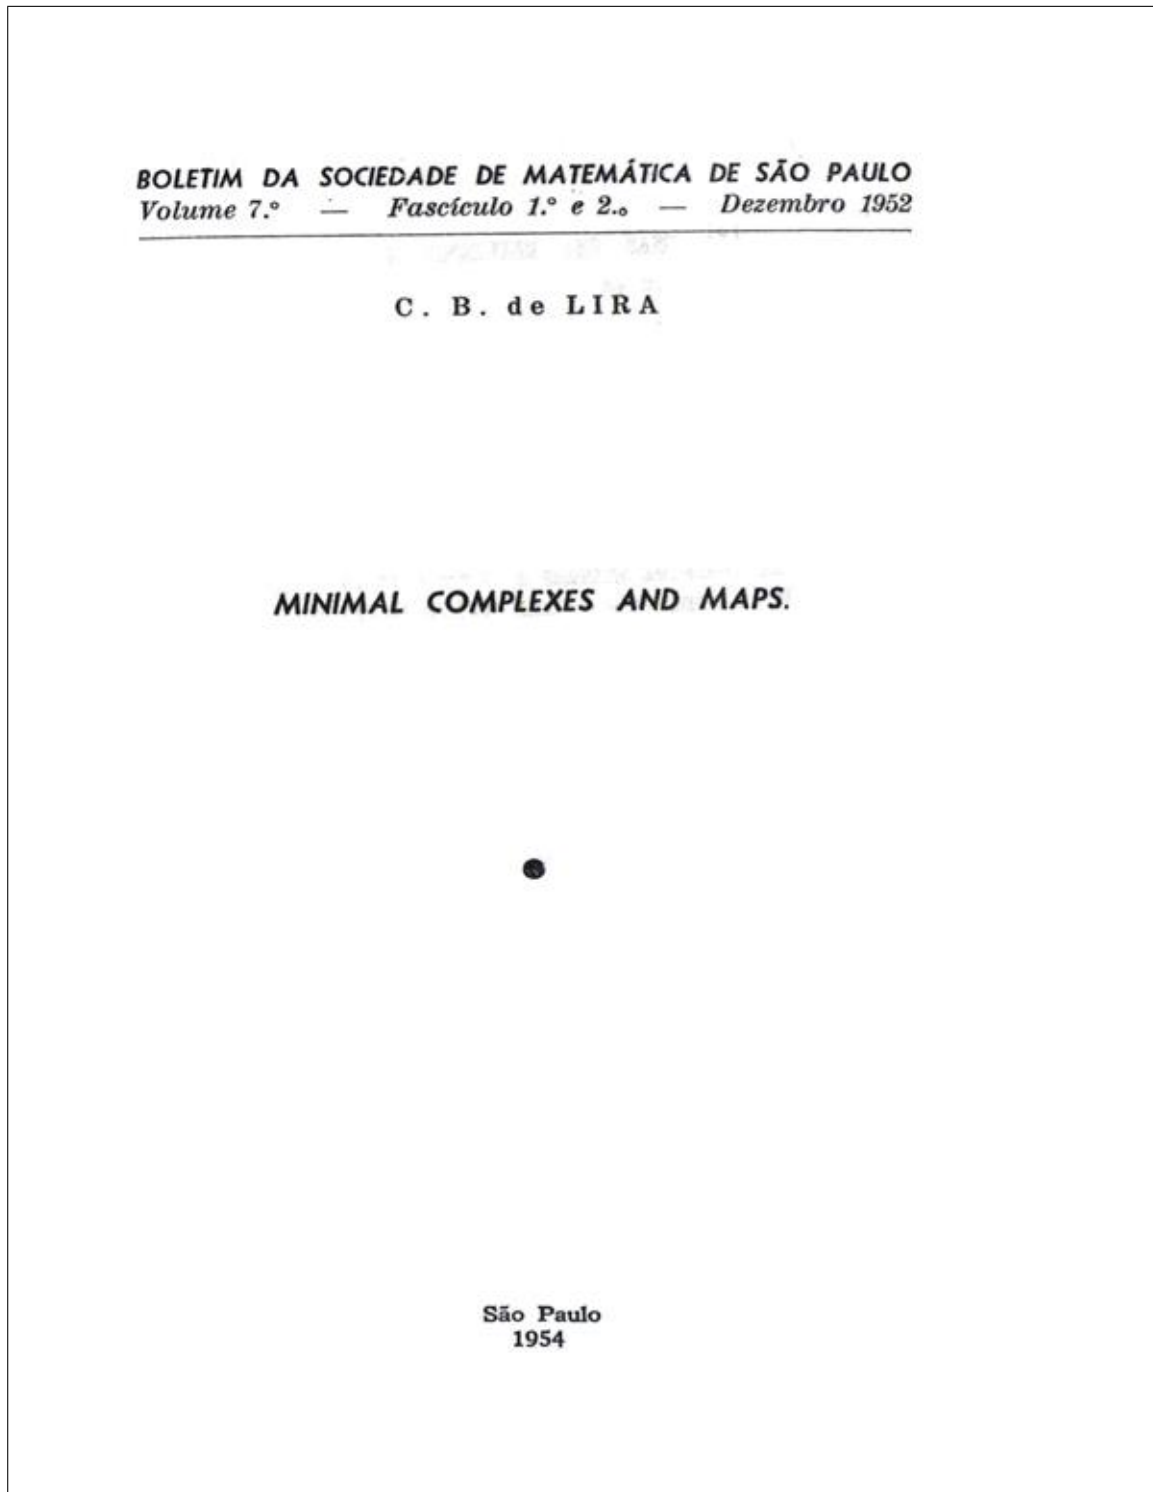 BOLETIM DA SOCIEDADE DE MATEMÁTICA DE SÃO PAULO
Volume 7.º — Fascículo 1.º e 2.º — Dezembro 1952
C. B. de LIRA
MINIMAL COMPLEXES AND MAPS.
São Paulo
1954